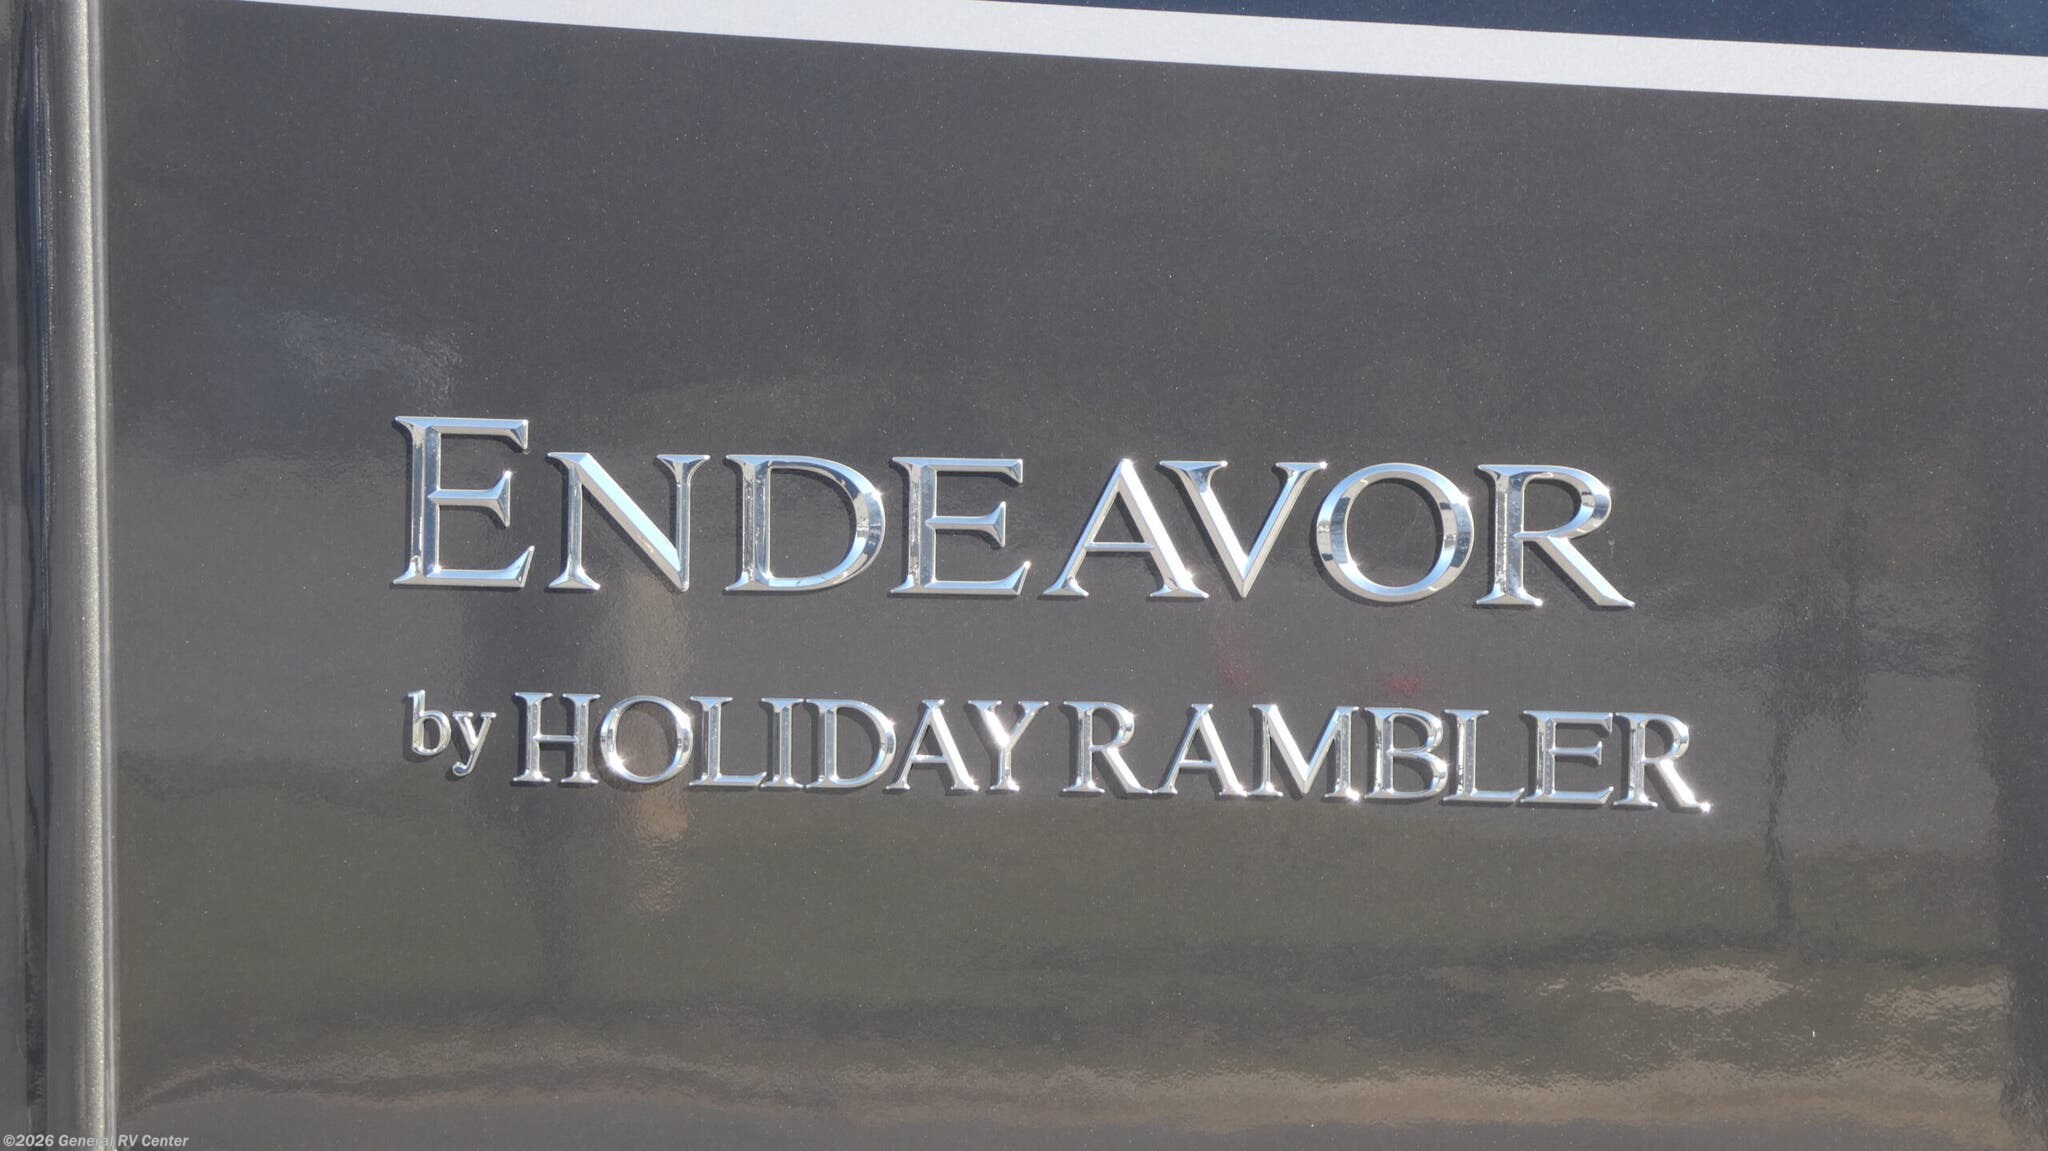 ENDEAVOR
by HOLIDAY RAMBLER
©2026 General RV Center